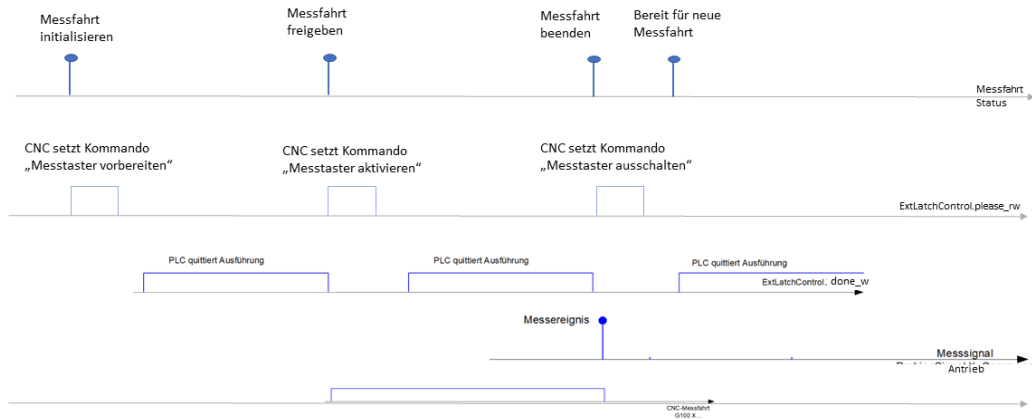 Messfahrt
initialisieren
Messfahrt
freigeben
Messfahrt
beenden
Bereit für neue
Messfahrt
Messfahrt
Status
CNC setzt Kommando
„Messtaster vorbereiten“
CNC setzt Kommando
„Messtaster aktivieren“
CNC setzt Kommando
„Messtaster ausschalten“
ExtLatchControl.please_rw
PLC quittiert Ausführung
PLC quittiert Ausführung
PLC quittiert Ausführung
ExtLatchControl. done_w
Messereignis
Messsignal
Antrieb
CNC-Messfahrt
G100 X...